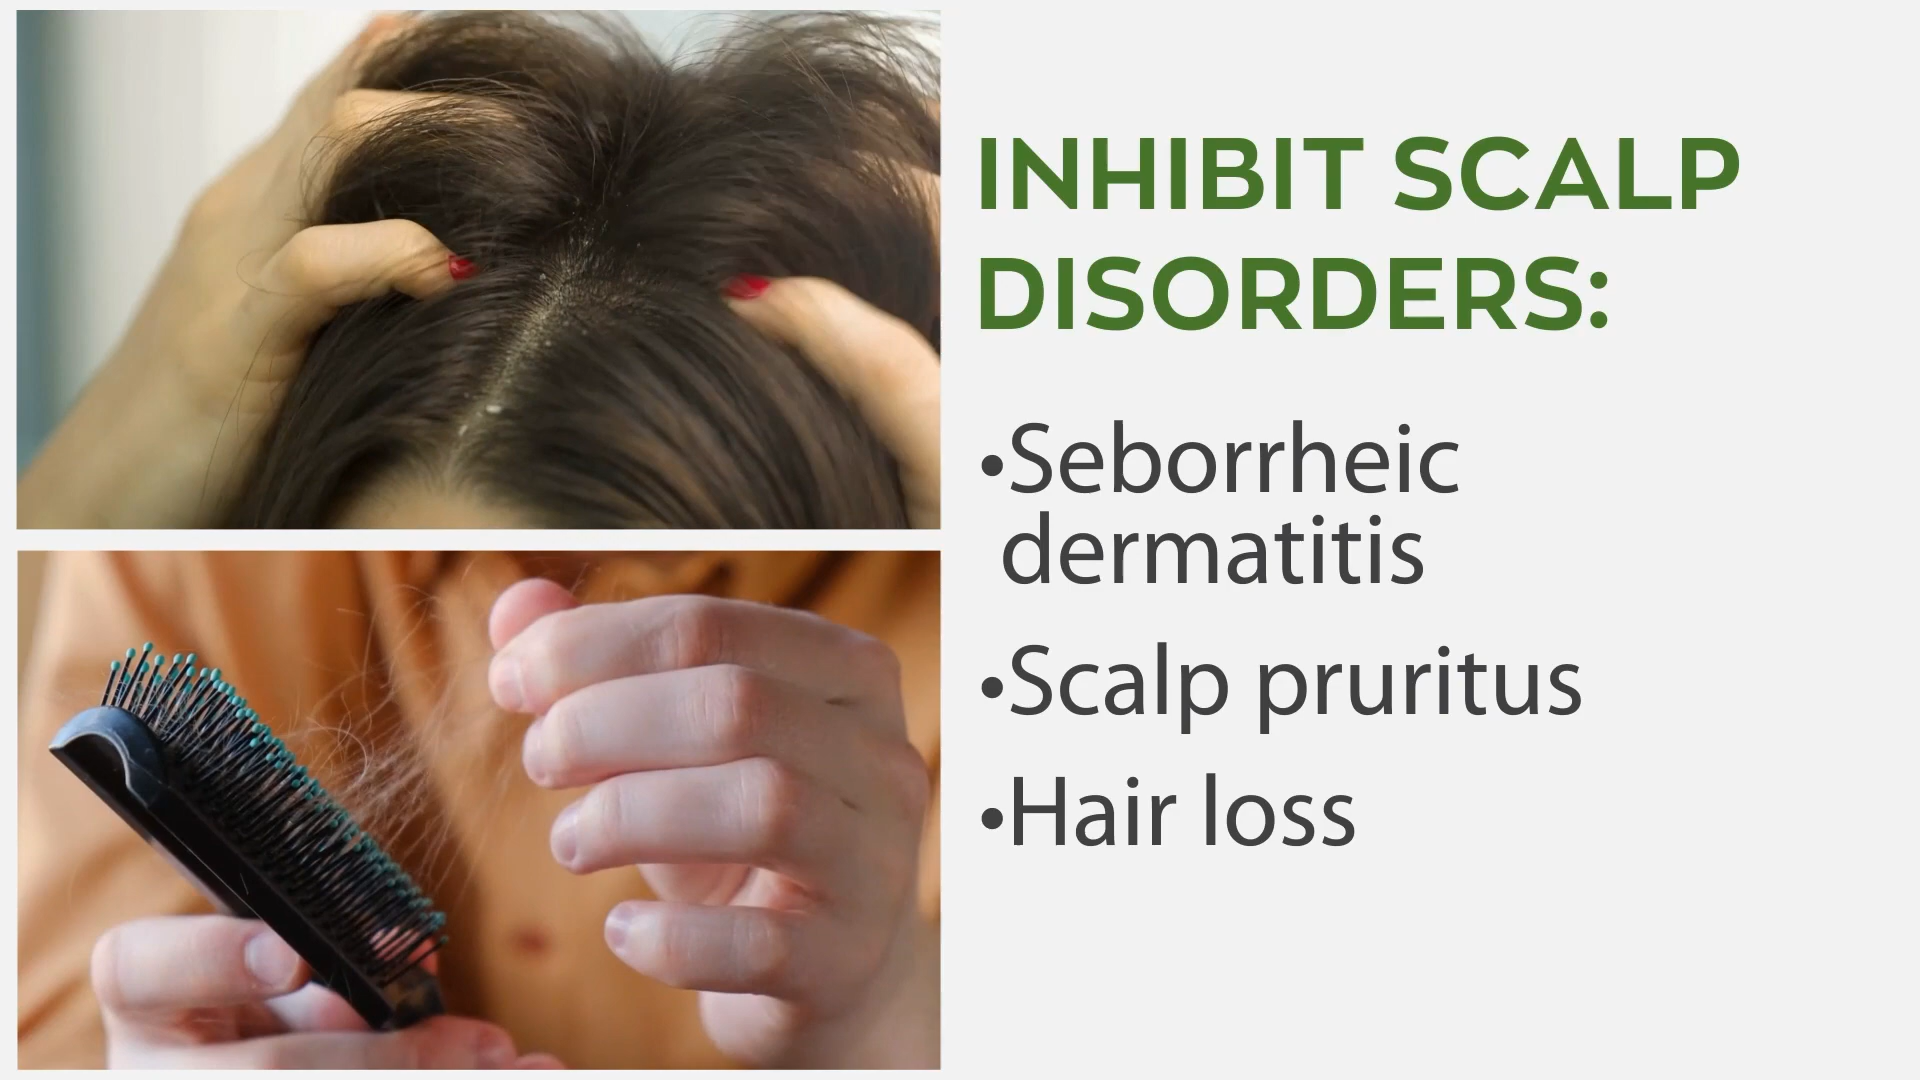 INHIBIT SCALP
DISORDERS:
•Seborrheic
dermatitis
•Scalp pruritus
•Hair loss